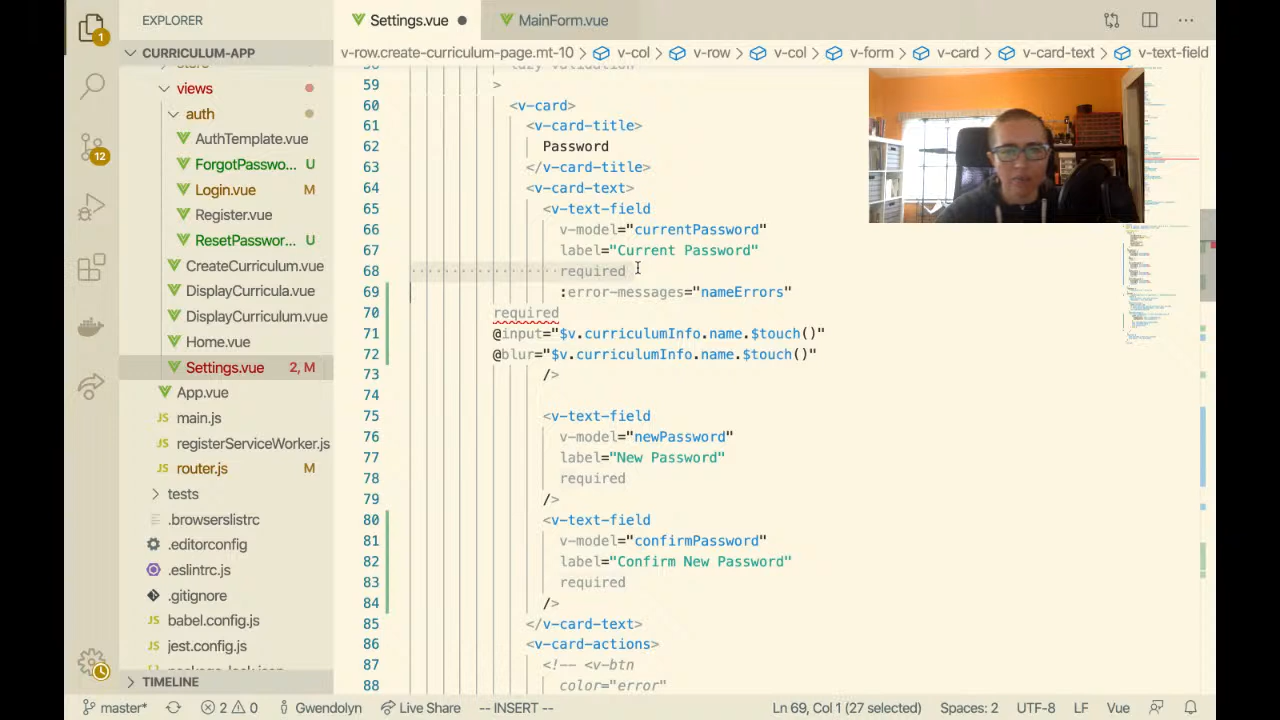 EXPLORER
Settings.vue
MainForm.vue
1
CURRICULUM-APP
v-row.create-curriculum-page.mt-10 v-col v-row v-col v-form v-card v-card-text v-text-field
views
auth
AuthTemplate.vue
ForgotPasswo... U
12
Login.vue M
Register.vue
ResetPasswor... U
CreateCurriculum.vue
DisplayCurricula.vue
DisplayCurriculum.vue
Home.vue
Settings.vue 2, M
App.vue
main.js
registerServiceWorker.js
router.js M
tests
.browserslistrc
.editorconfig
.eslintrc.js
.gitignore
babel.config.js
jest.config.js
TIMELINE
59 >
60 <v-card>
61 <v-card-title>
62 Password
63 </v-card-title>
64 <v-card-text>
65 <v-text-field
66 v-model="currentPassword"
67 label="Current Password"
68 required
69 :error-messages="nameErrors"
70 required
71 @input="$v.curriculumInfo.name.$touch()"
72 @blur="$v.curriculumInfo.name.$touch()"
73 />
74
75 <v-text-field
76 v-model="newPassword"
77 label="New Password"
78 required
79 />
80 <v-text-field
81 v-model="confirmPassword"
82 label="Confirm New Password"
83 required
84 />
85 </v-card-text>
86 <v-card-actions>
87 <!-- <v-btn
88 color="error"
master* 2 0 Gwendolyn Live Share -- INSERT -- Ln 69, Col 1 (27 selected) Spaces: 2 UTF-8 LF Vue